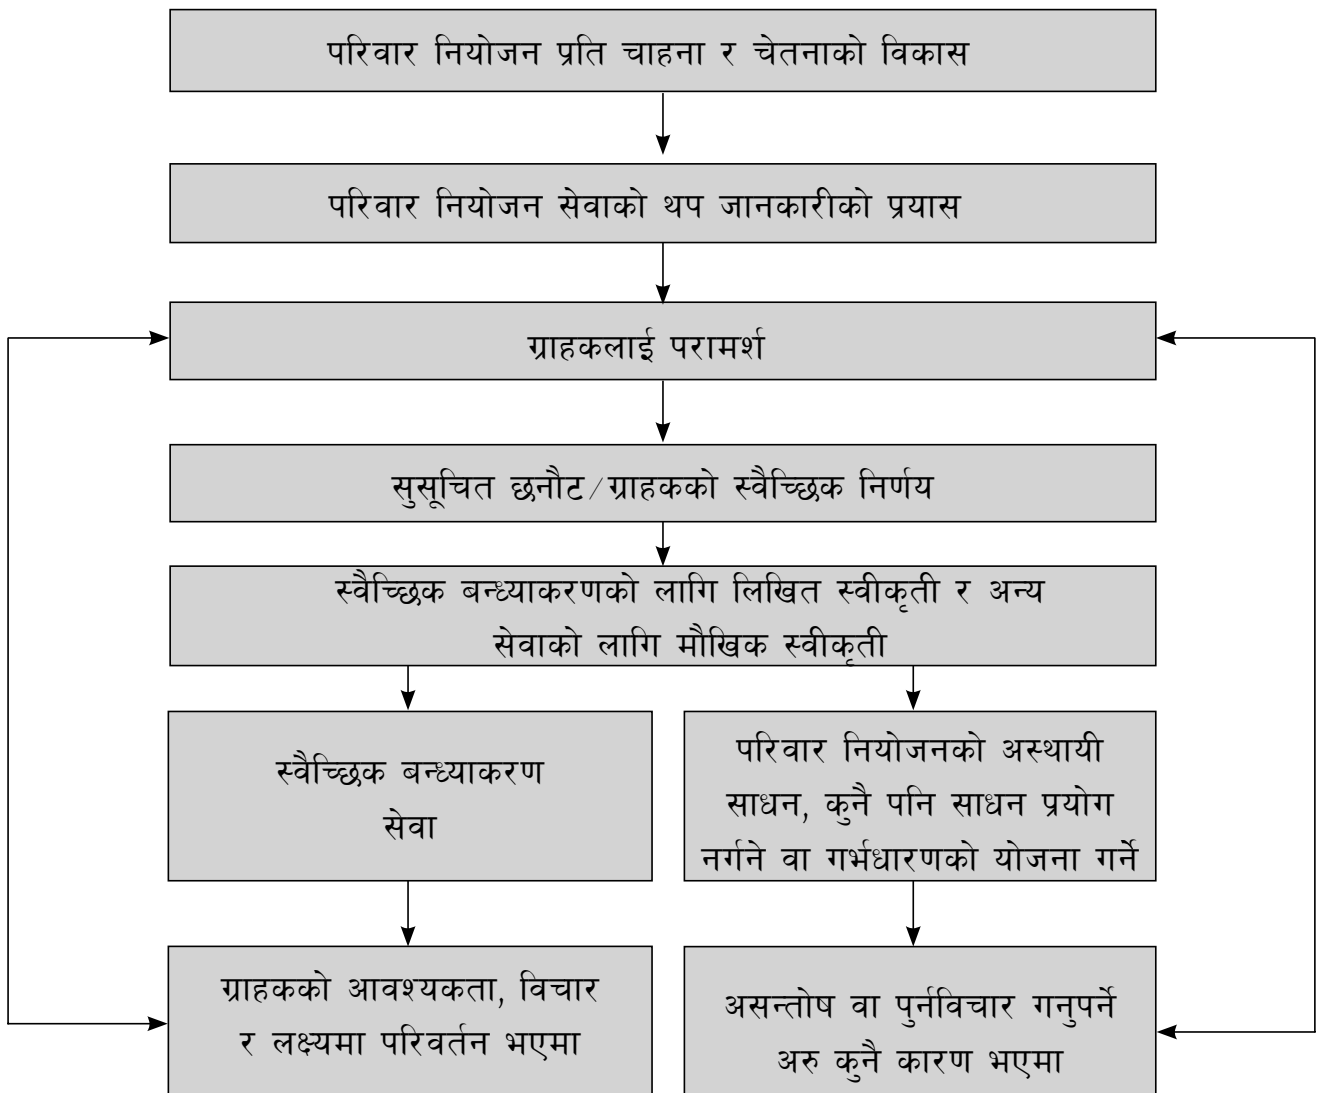 परिवार नियोजन प्रति चाहना र चेतनाको विकास
परिवार नियोजन सेवाको थप जानकारीको प्रयास
ग्राहकलाई परामर्श
सुसूचित छनौट/ग्राहकको स्वैच्छिक निर्णय
स्वैच्छिक बन्ध्याकरणको लागि लिखित स्वीकृती र अन्य
सेवाको लागि मौखिक स्वीकृती
स्वैच्छिक बन्ध्याकरण
सेवा
परिवार नियोजनको अस्थायी
साधन, कुनै पनि साधन प्रयोग
नर्गने वा गर्भधारणको योजना गर्ने
ग्राहकको आवश्यकता, विचार
र लक्ष्यमा परिवर्तन भएमा
असन्तोष वा पुर्नविचार गनुपर्ने
अरु कुनै कारण भएमा